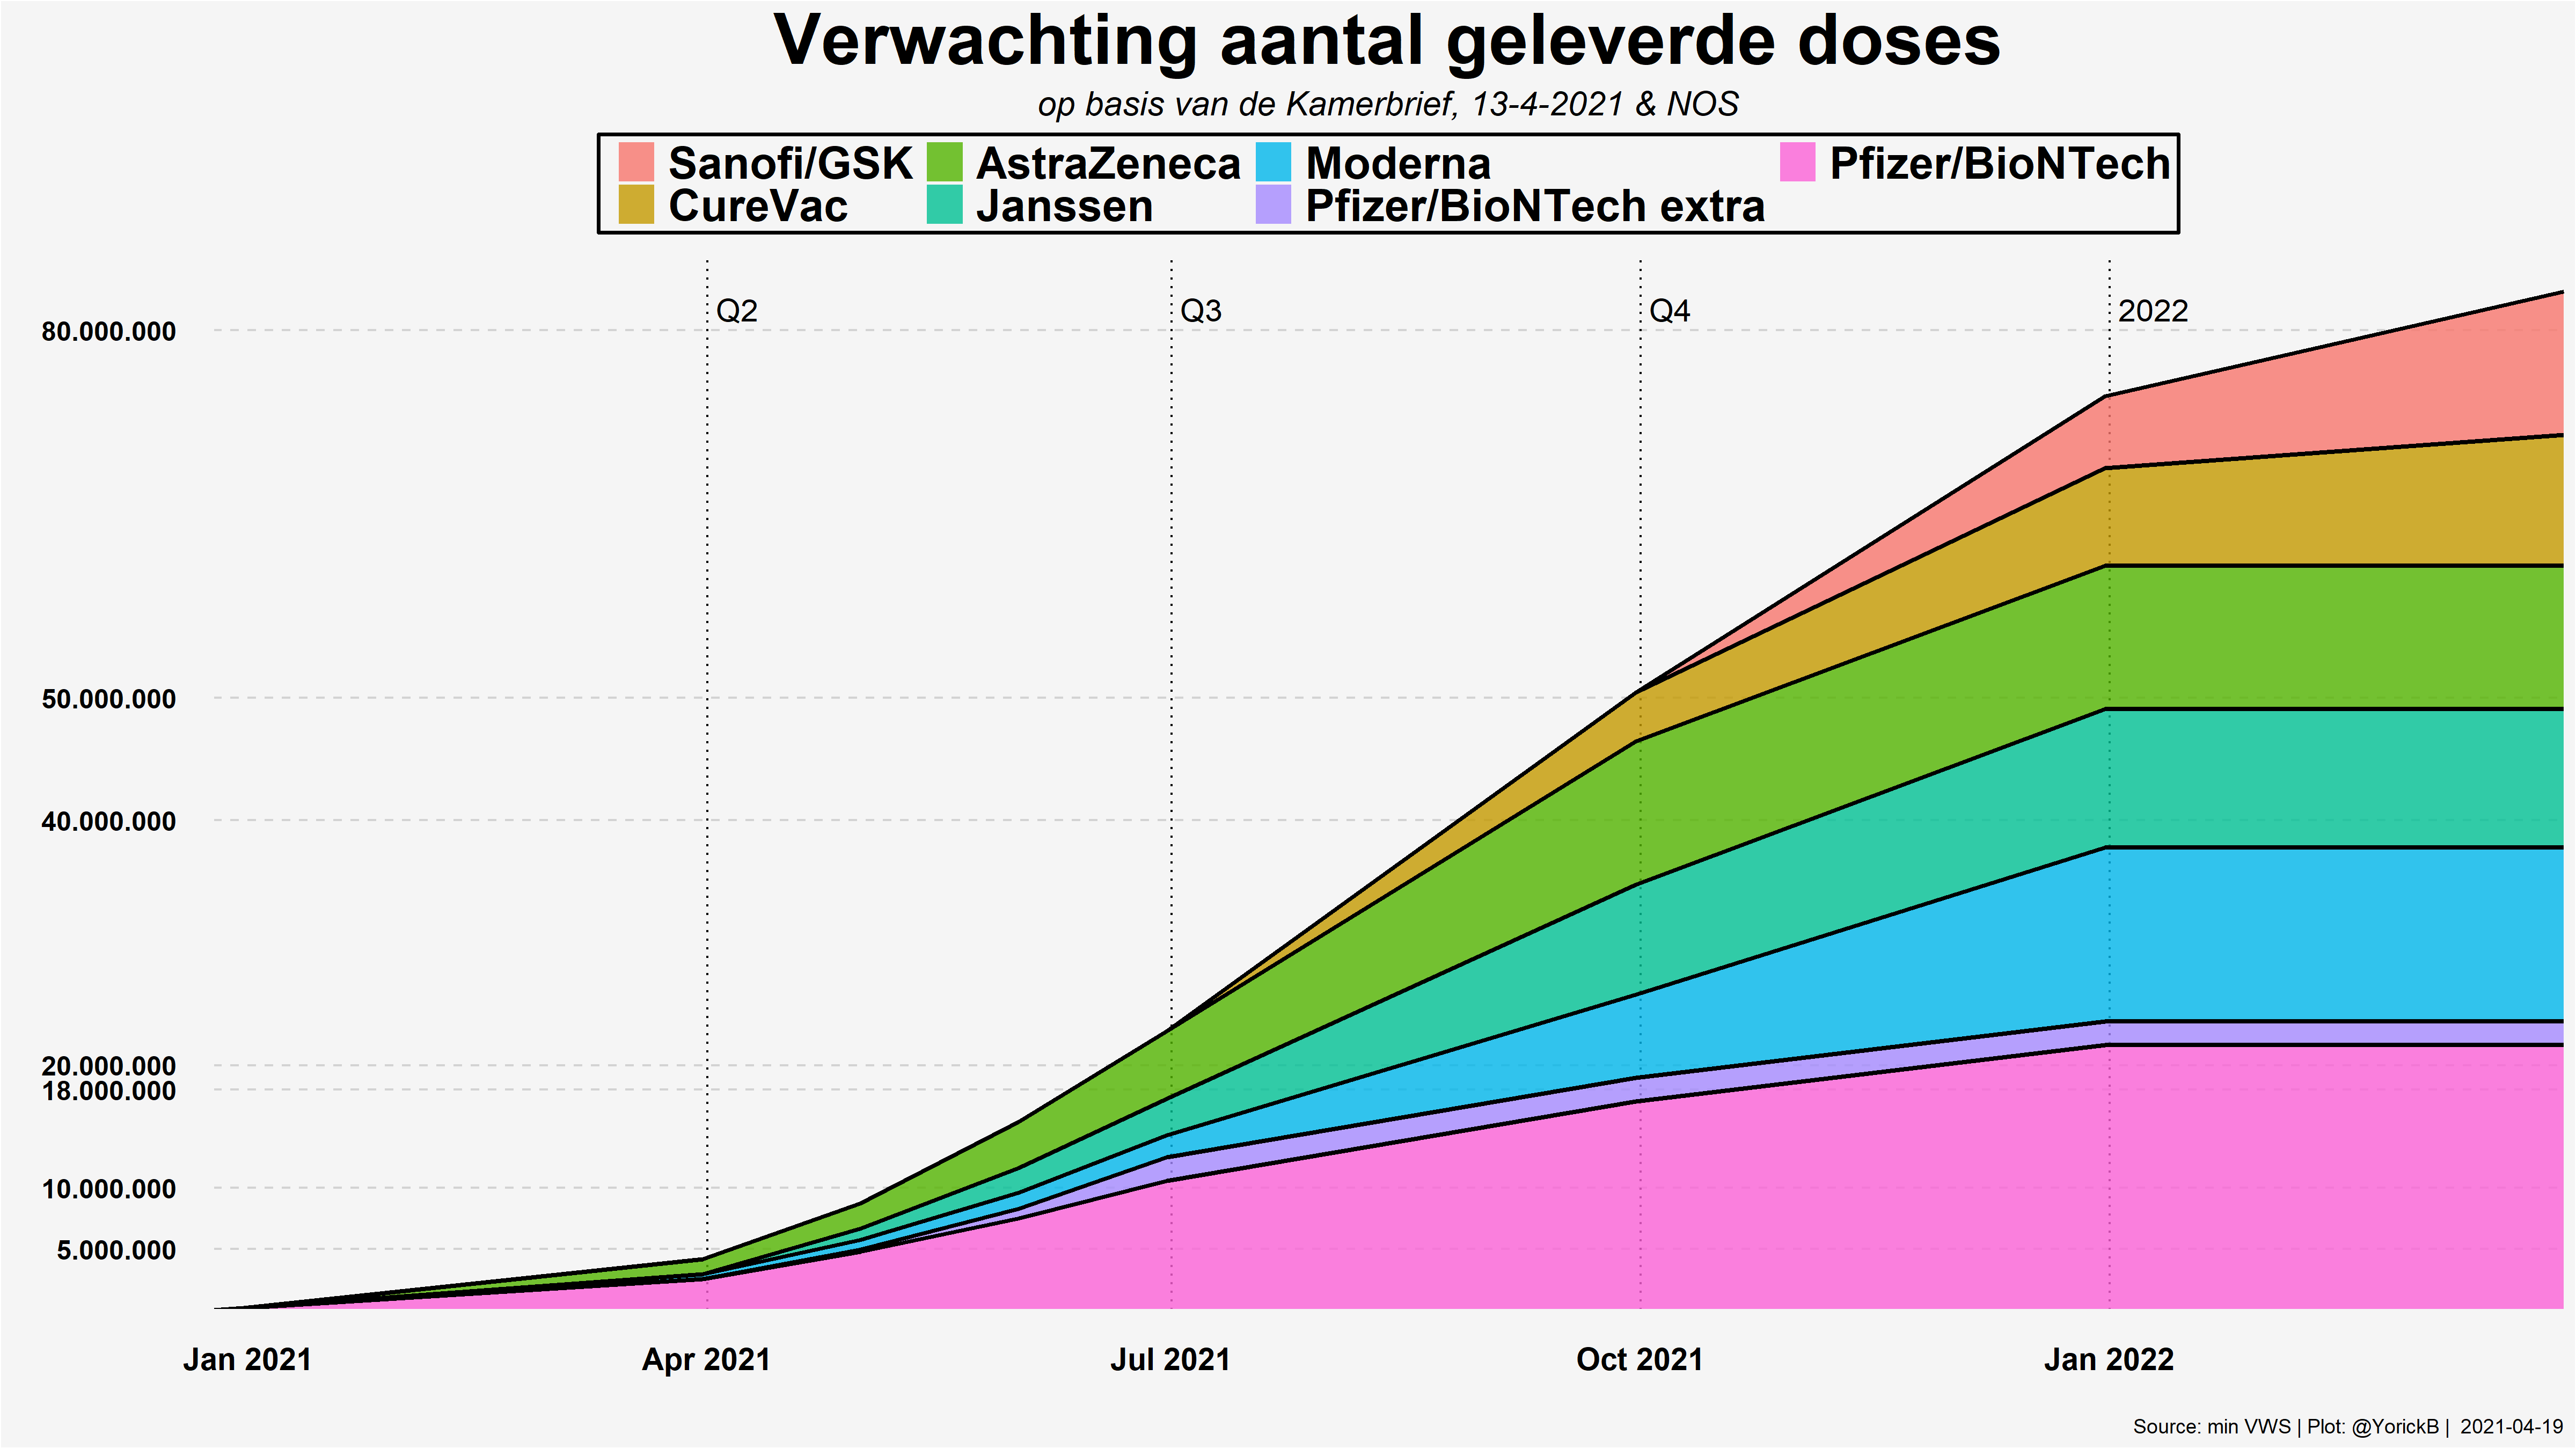 Verwachting aantal geleverde doses
op basis van de Kamerbrief, 13-4-2021 & NOS
Sanofi/GSK AstraZeneca Moderna Pfizer/BioNTech
CureVac Janssen Pfizer/BioNTech extra
Q2 Q3 Q4 2022
80.000.000
50.000.000
40.000.000
20.000.000
18.000.000
10.000.000
5.000.000
Jan 2021 Apr 2021 Jul 2021 Oct 2021 Jan 2022
Source: min VWS | Plot: @YorickB | 2021-04-19